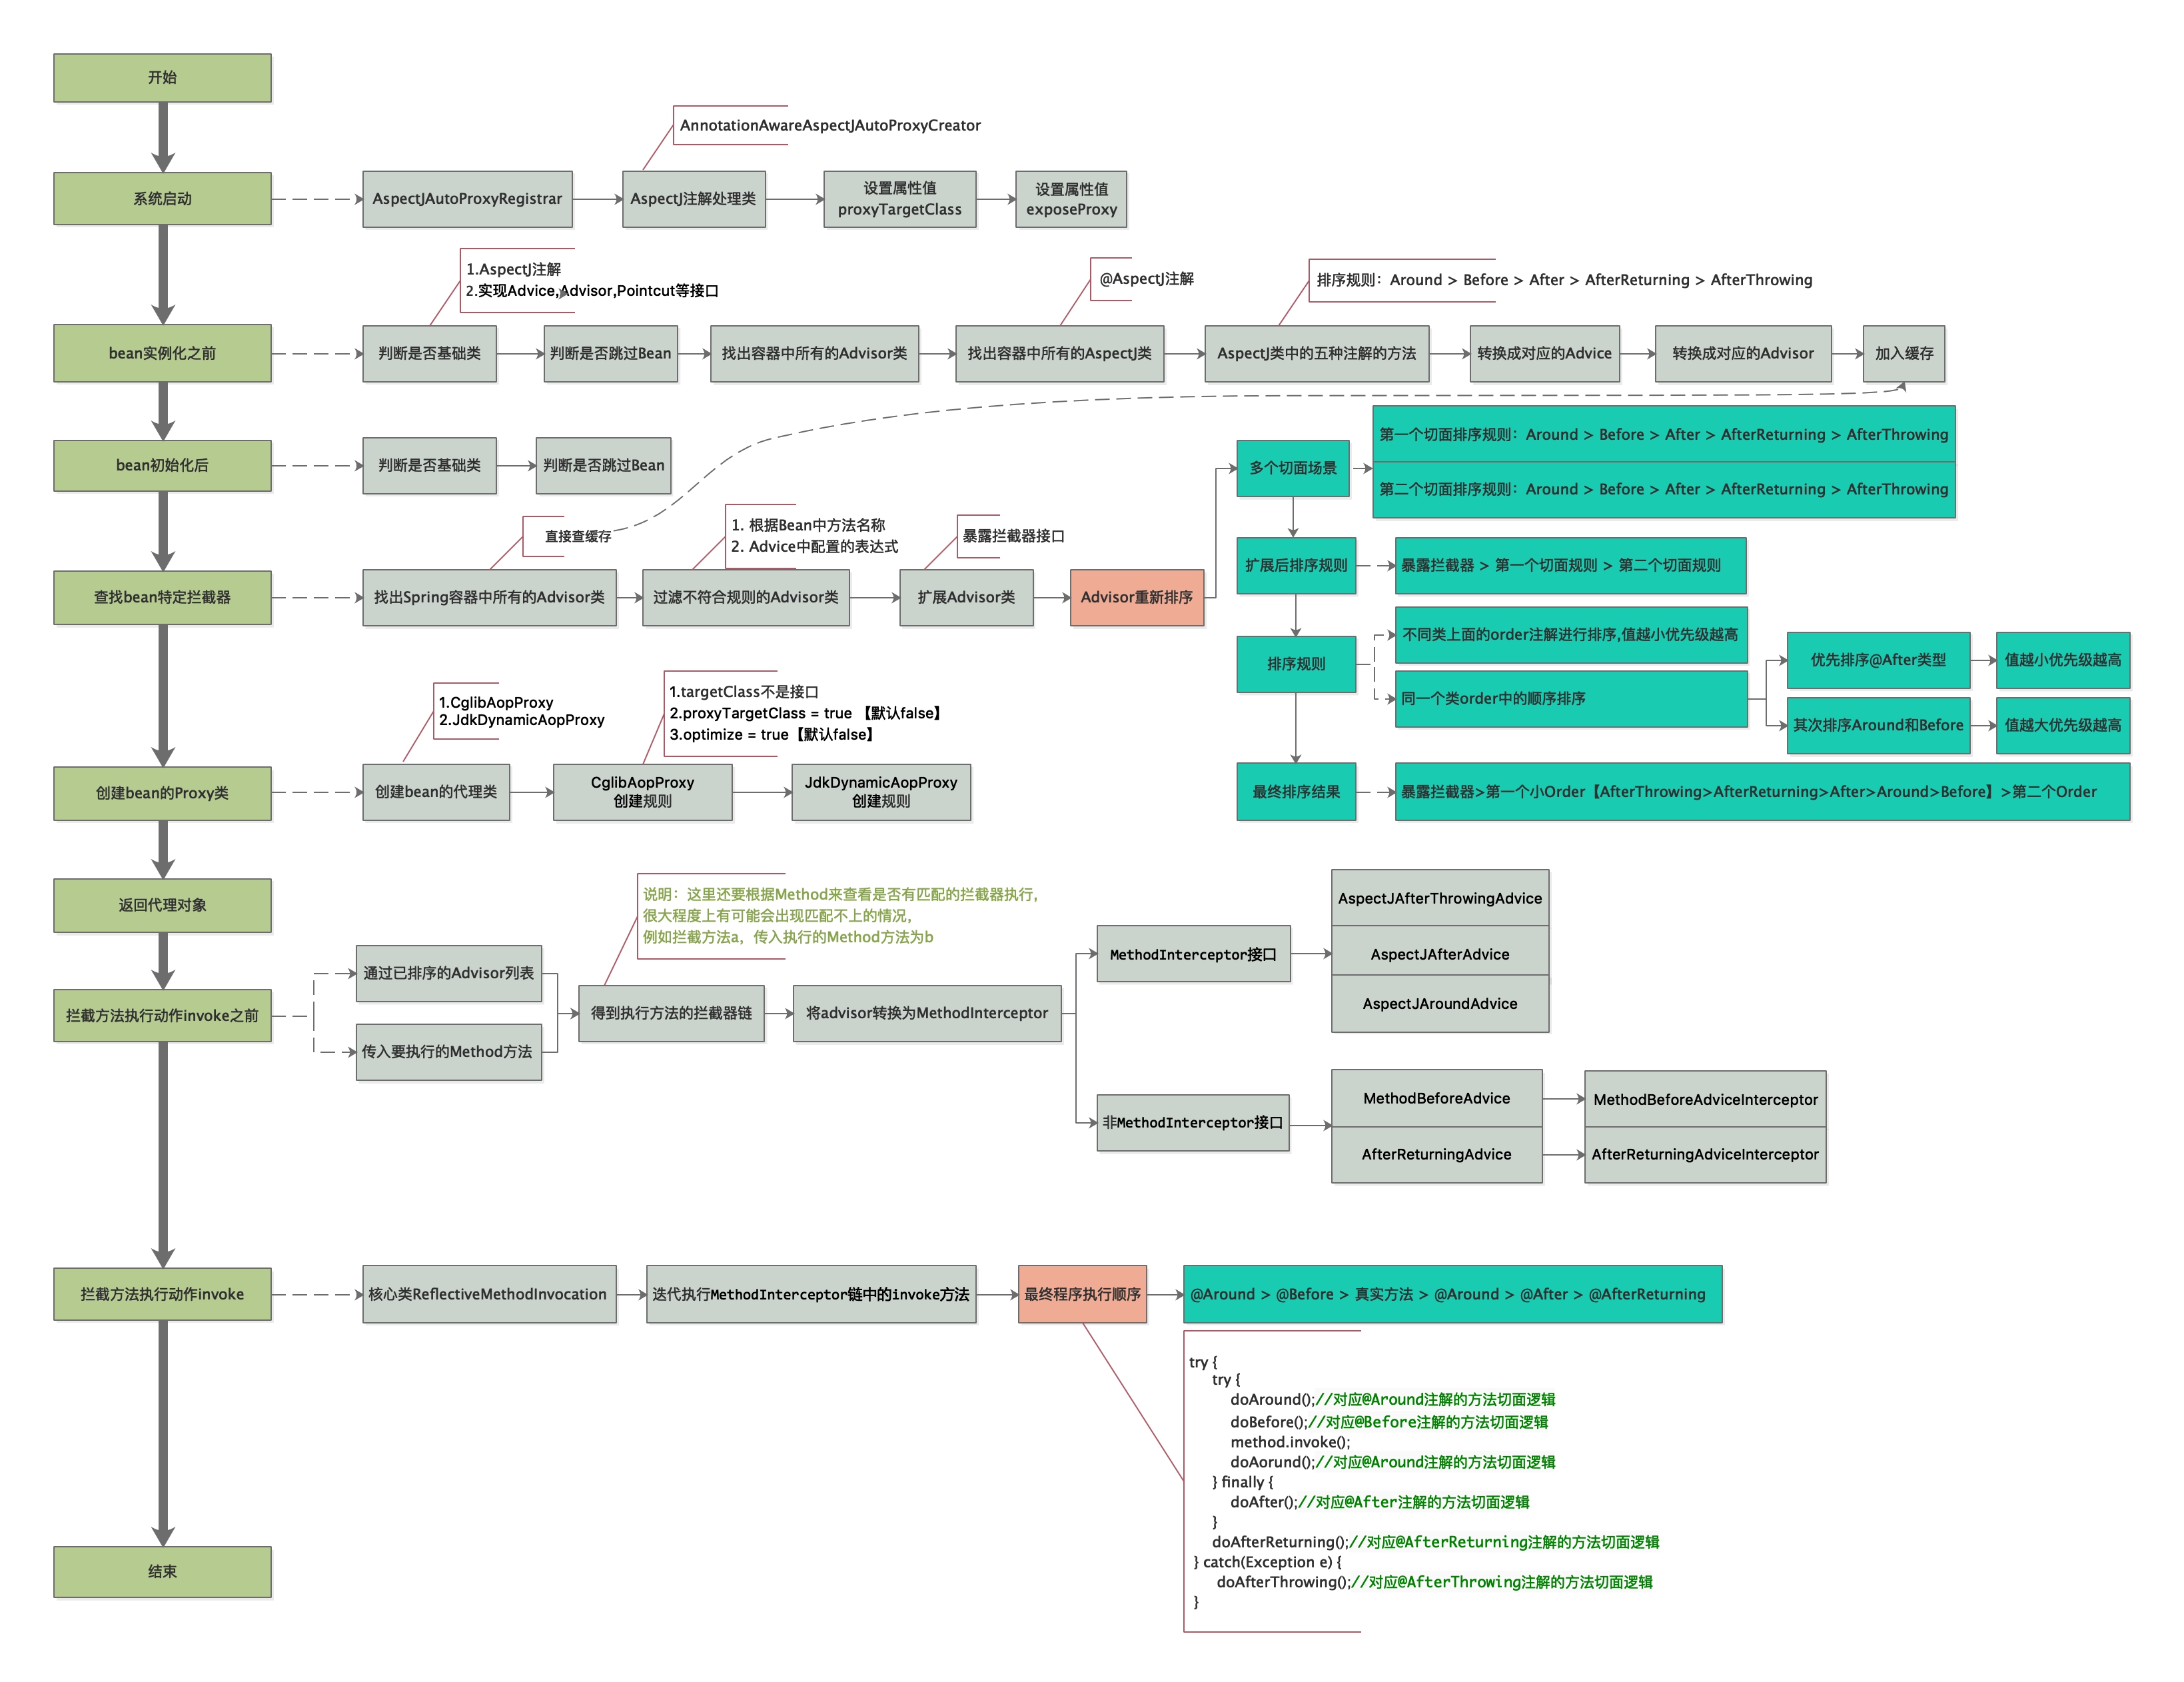 开始
AnnotationAwareAspectJAutoProxyCreator
系统启动
AspectJAutoProxyRegistrar
AspectJ注解处理类
设置属性值
proxyTargetClass
设置属性值
exposeProxy
1.AspectJ注解
2.实现Advice,Advisor,Pointcut等接口
@AspectJ注解
排序规则：Around > Before > After > AfterReturning > AfterThrowing
bean实例化之前
判断是否基础类
判断是否跳过Bean
找出容器中所有的Advisor类
找出容器中所有的AspectJ类
AspectJ类中的五种注解的方法
转换成对应的Advice
转换成对应的Advisor
加入缓存
bean初始化后
判断是否基础类
判断是否跳过Bean
多个切面场景
第一个切面排序规则：Around > Before > After > AfterReturning > AfterThrowing
第二个切面排序规则：Around > Before > After > AfterReturning > AfterThrowing
直接查缓存
1. 根据Bean中方法名称
2. Advice中配置的表达式
暴露拦截器接口
查找bean特定拦截器
找出Spring容器中所有的Advisor类
过滤不符合规则的Advisor类
扩展Advisor类
Advisor重新排序
扩展后排序规则
暴露拦截器 > 第一个切面规则 > 第二个切面规则
排序规则
不同类上面的order注解进行排序,值越小优先级越高
同一个类order中的顺序排序
优先排序@After类型
值越小优先级越高
其次排序Around和Before
值越大优先级越高
1.CglibAopProxy
2.JdkDynamicAopProxy
1.targetClass不是接口
2.proxyTargetClass = true 【默认false】
3.optimize = true【默认false】
创建bean的Proxy类
创建bean的代理类
CglibAopProxy
创建规则
JdkDynamicAopProxy
创建规则
最终排序结果
暴露拦截器>第一个小Order【AfterThrowing>AfterReturning>After>Around>Before】>第二个Order
返回代理对象
说明：这里还要根据Method来查看是否有匹配的拦截器执行，
很大程度上有可能会出现匹配不上的情况，
例如拦截方法a，传入执行的Method方法为b
拦截方法执行动作invoke之前
通过已排序的Advisor列表
传入要执行的Method方法
得到执行方法的拦截器链
将advisor转换为MethodInterceptor
MethodInterceptor接口
AspectJAfterThrowingAdvice
AspectJAfterAdvice
AspectJAroundAdvice
非MethodInterceptor接口
MethodBeforeAdvice
MethodBeforeAdviceInterceptor
AfterReturningAdvice
AfterReturningAdviceInterceptor
拦截方法执行动作invoke
核心类ReflectiveMethodInvocation
迭代执行MethodInterceptor链中的invoke方法
最终程序执行顺序
@Around > @Before > 真实方法 > @Around > @After > @AfterReturning
try {
try {
doAround();//对应@Around注解的方法切面逻辑
doBefore();//对应@Before注解的方法切面逻辑
method.invoke();
doAorund();//对应@Around注解的方法切面逻辑
} finally {
doAfter();//对应@After注解的方法切面逻辑
}
doAfterReturning();//对应@AfterReturning注解的方法切面逻辑
} catch(Exception e) {
doAfterThrowing();//对应@AfterThrowing注解的方法切面逻辑
}
结束